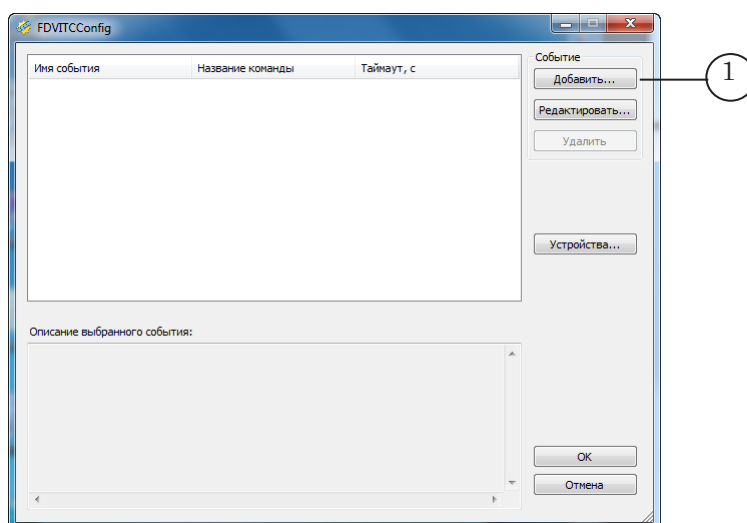 FDVITCConfig
Имя события Название команды Таймаут, с
Событие
Добавить...
1
Редактировать...
Удалить
Устройства...
Описание выбранного события:
OK
Отмена